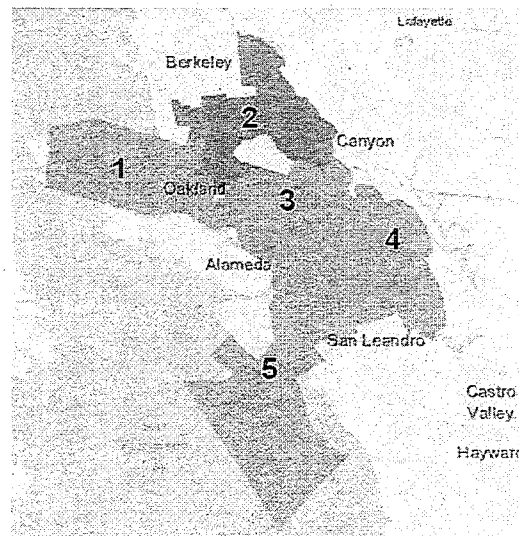 Lafayette
Berkeley
2
Canyon
1
Oakland
3
4
Alameda
San Leandro
5
Castro
Valley
Hayward